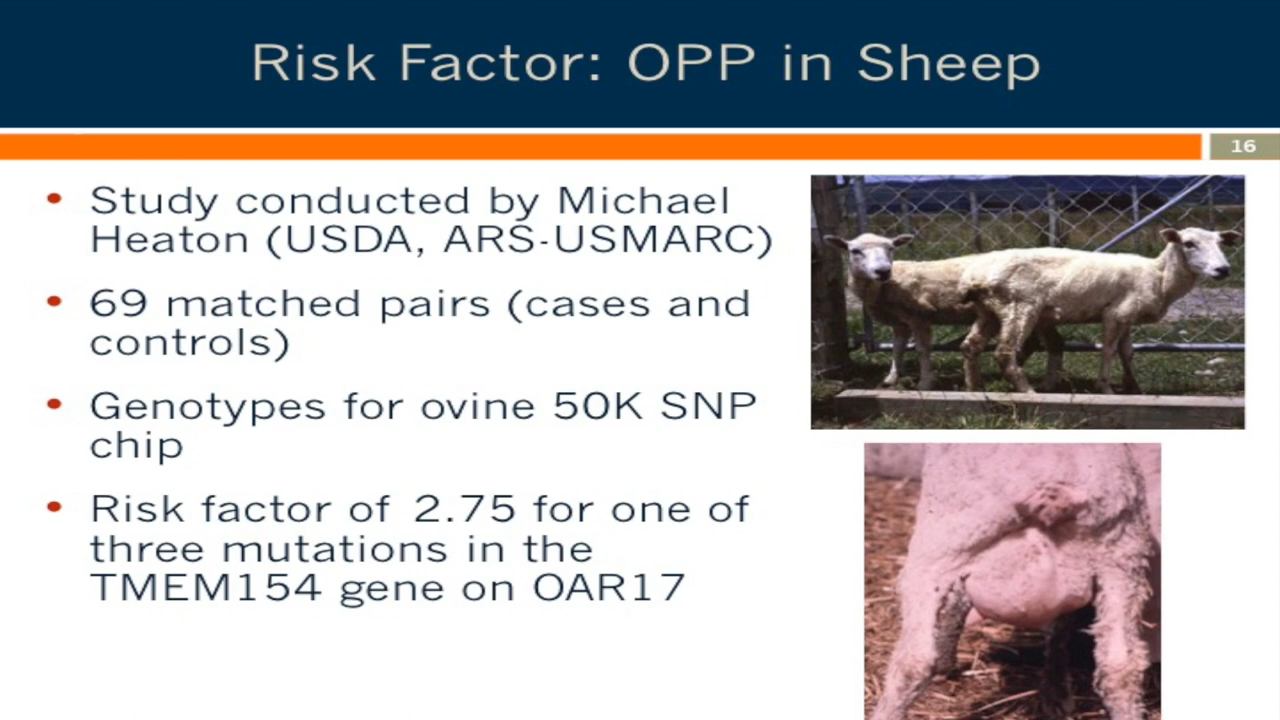 Risk Factor: OPP in Sheep
16
• Study conducted by Michael
Heaton (USDA, ARS-USMARC)
• 69 matched pairs (cases and
controls)
• Genotypes for ovine 50K SNP
chip
• Risk factor of 2.75 for one of
three mutations in the
TMEM154 gene on OAR17